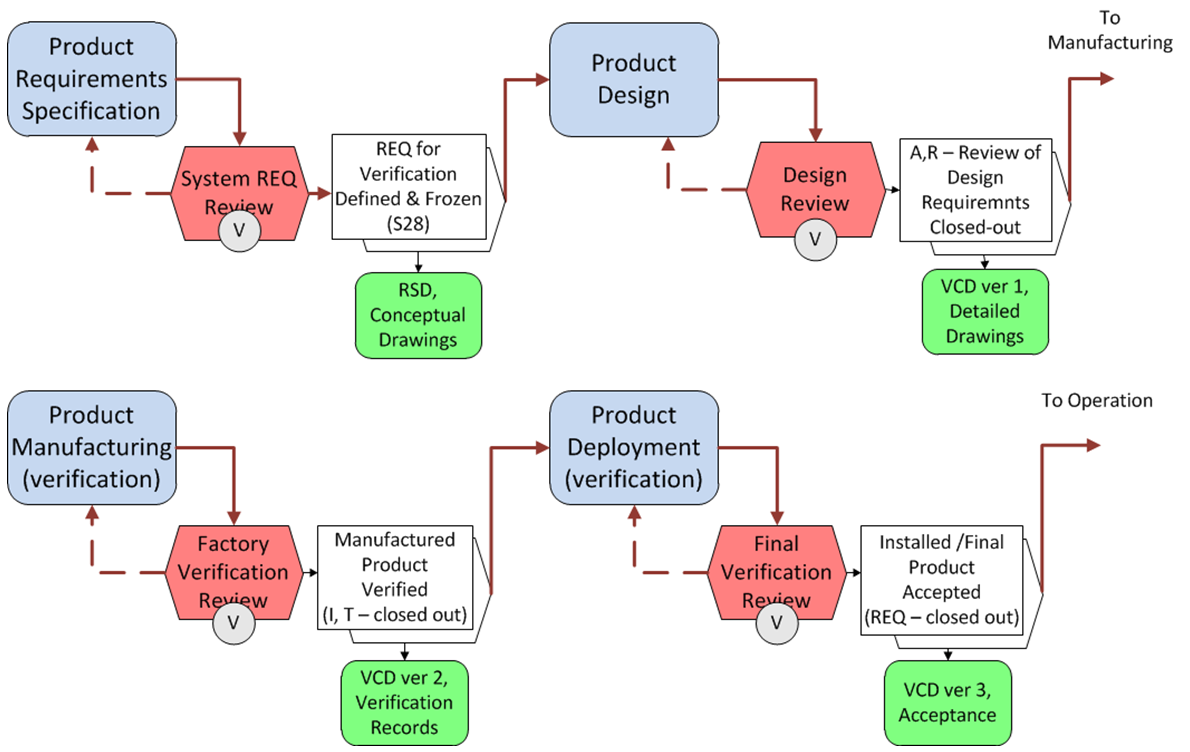 Product
Requirements
Specification
System REQ
Review
V
REQ for
Verification
Defined & Frozen
(S28)
RSD,
Conceptual
Drawings
Product
Design
Design
Review
V
A,R – Review of
Design
Requiremnts
Closed-out
VCD ver 1,
Detailed
Drawings
To
Manufacturing
Product
Manufacturing
(verification)
Factory
Verification
Review
V
Manufactured
Product
Verified
(I, T – closed out)
VCD ver 2,
Verification
Records
Product
Deployment
(verification)
Final
Verification
Review
V
Installed /Final
Product
Accepted
(REQ – closed out)
VCD ver 3,
Acceptance
To Operation